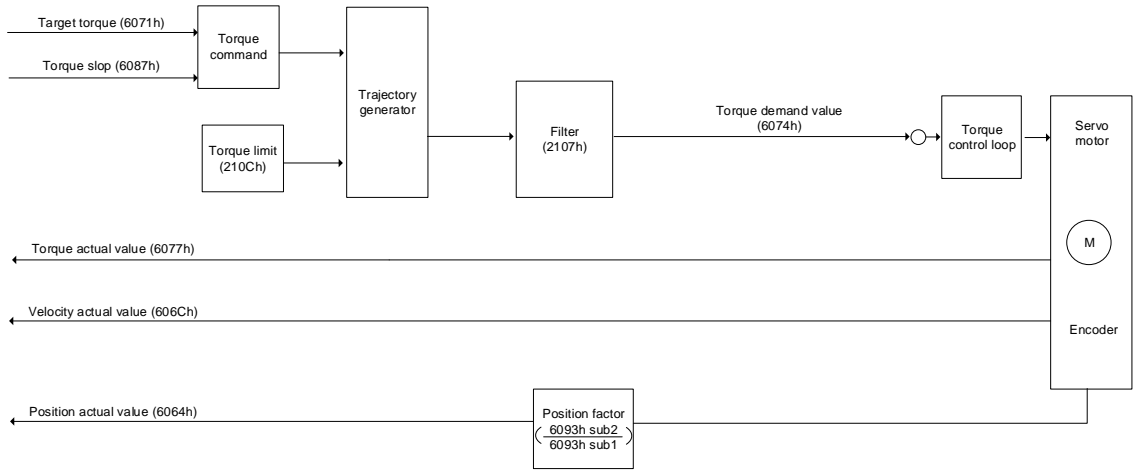 Target torque (6071h)
Torque slop (6087h)
Torque
command
Torque limit
(210Ch)
Trajectory
generator
Filter
(2107h)
Torque demand value
(6074h)
Torque
control loop
Servo
motor
M
Encoder
Torque actual value (6077h)
Velocity actual value (606Ch)
Position actual value (6064h)
Position factor
( 6093h sub2
6093h sub1 )